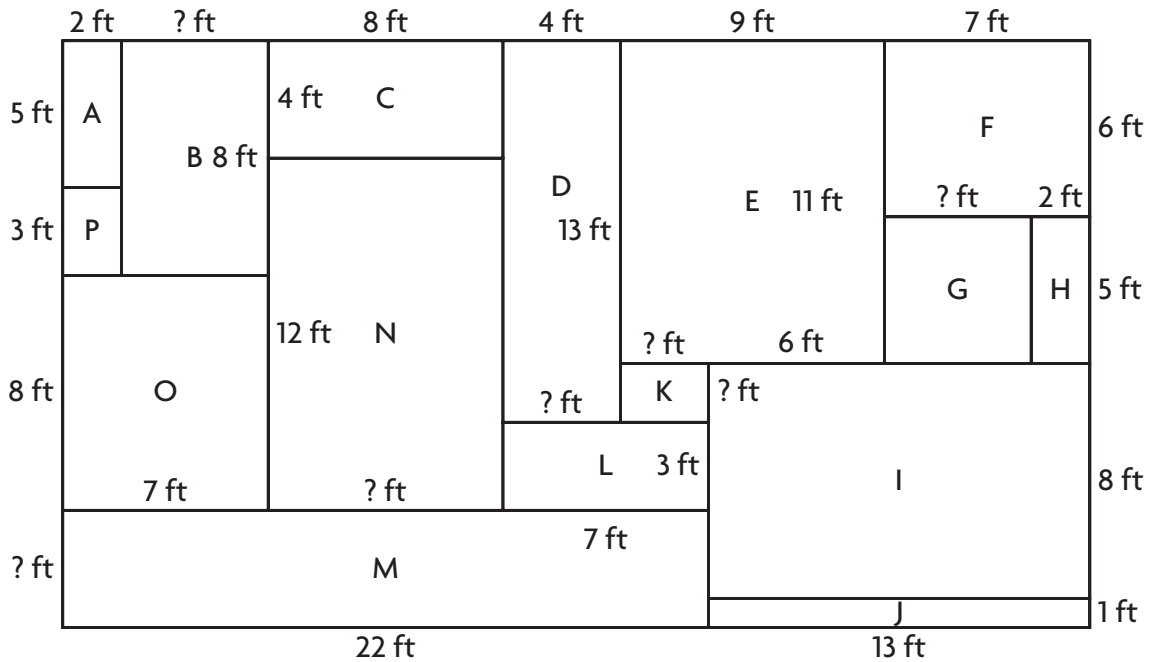 2 ft ? ft 8 ft 4 ft 9 ft 7 ft
5 ft A 4 ft C F 6 ft
B 8 ft
D E 11 ft ? ft 2 ft
3 ft P 13 ft
G H 5 ft
12 ft N ? ft 6 ft
8 ft O ? ft K ? ft
L 3 ft I 8 ft
7 ft ? ft
7 ft
? ft M
J 1 ft
22 ft 13 ft